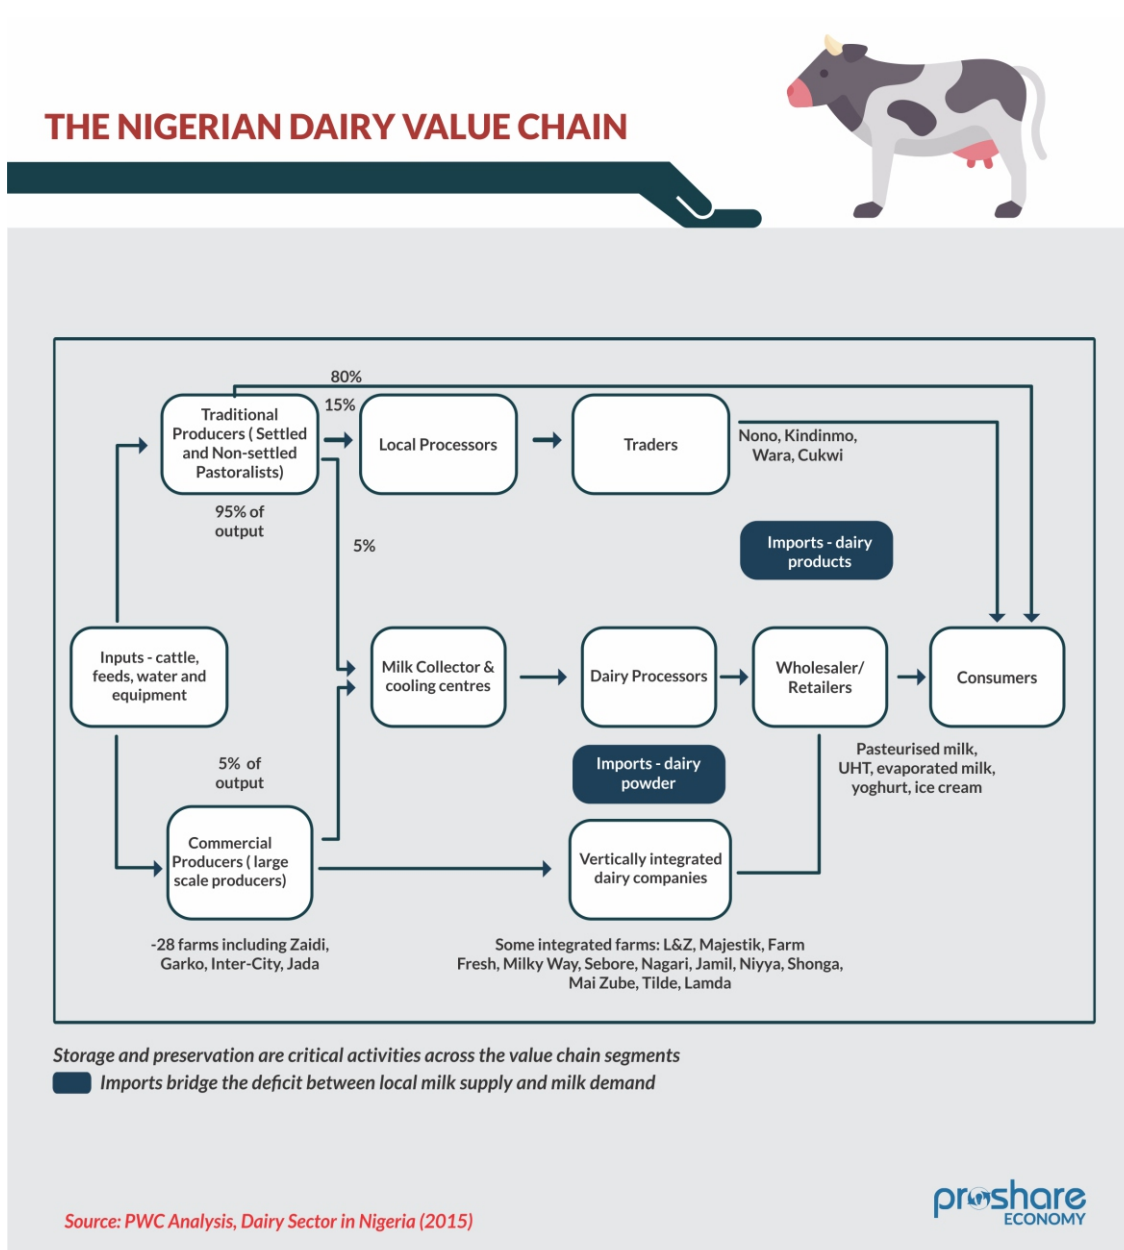 THE NIGERIAN DAIRY VALUE CHAIN
80%
15%
Traditional
Producers ( Settled
and Non-settled
Pastoralists)
Local Processors
Traders
Nono, Kindinmo,
Wara, Cukwi
95% of
output
5%
Imports - dairy
products
Inputs - cattle,
feeds, water and
equipment
Milk Collector &
cooling centres
Dairy Processors
Wholesaler/
Retailers
Consumers
5% of
output
Imports - dairy
powder
Pasteurised milk,
UHT, evaporated milk,
yoghurt, ice cream
Commercial
Producers ( large
scale producers)
Vertically integrated
dairy companies
-28 farms including Zaidi,
Garko, Inter-City, Jada
Some integrated farms: L&Z, Majestik, Farm
Fresh, Milky Way, Sebore, Nagari, Jamil, Niyya, Shonga,
Mai Zube, Tilde, Lamda
Storage and preservation are critical activities across the value chain segments
Imports bridge the deficit between local milk supply and milk demand
Source: PWC Analysis, Dairy Sector in Nigeria (2015)
proshare
ECONOMY